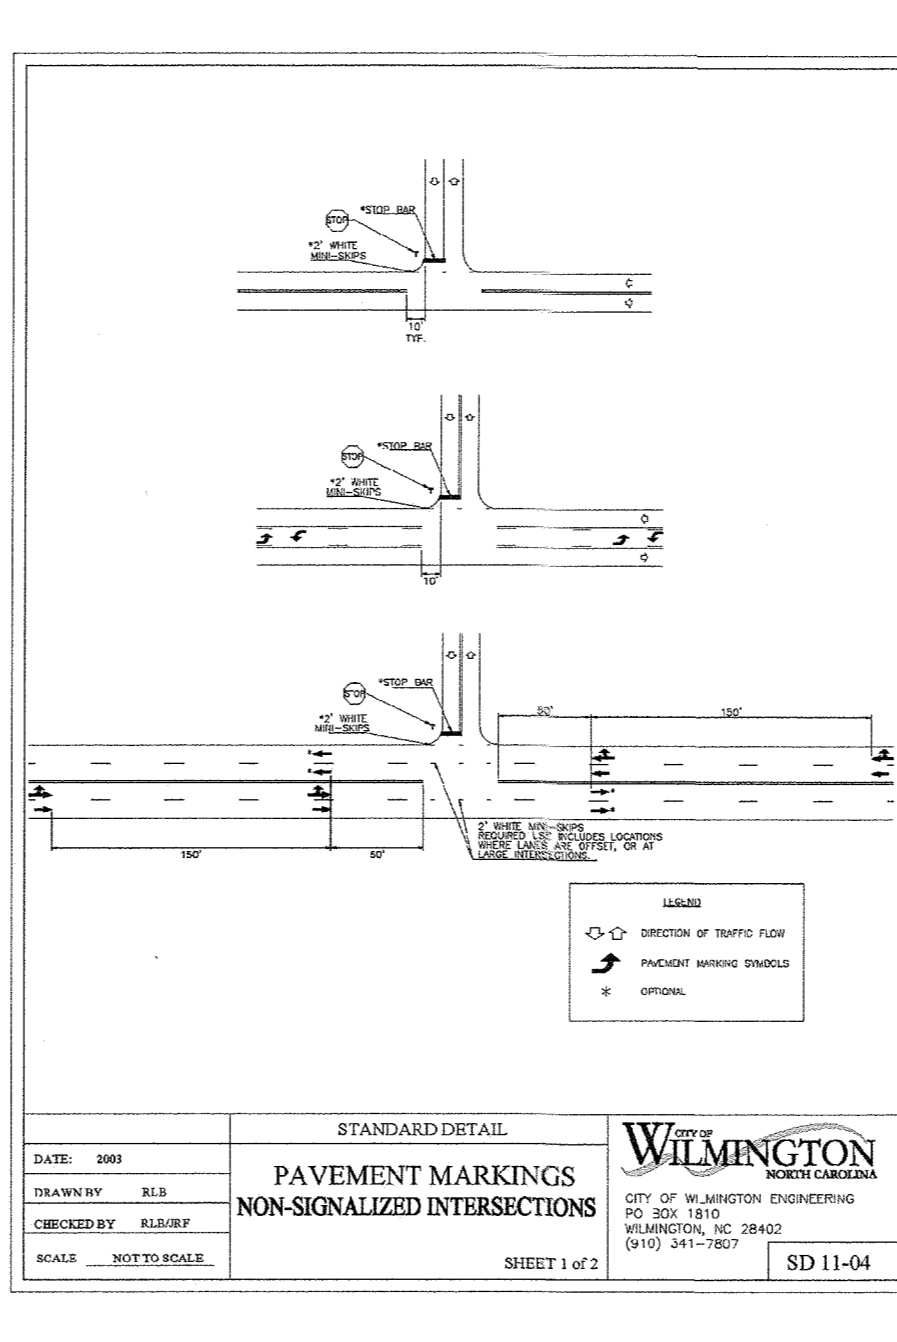 *STOP BAR
STOP
*2' WHITE
MINI-SKIPS
10'
TYP.
*STOP BAR
STOP
*2' WHITE
MINI-SKIPS
10'
*STOP BAR
STOP
*2' WHITE
MINI-SKIPS
50'
150'
*
*
*
*
2' WHITE MINI-SKIPS
REQUIRED INCLUDES LOCATIONS
WHERE LANES ARE OFFSET, OR AT
LARGE INTERSECTIONS.
150'
50'
LEGEND
DIRECTION OF TRAFFIC FLOW
PAVEMENT MARKING SYMBOLS
* OPTIONAL
DATE: 2003
DRAWN BY RLB
CHECKED BY RLB/JRF
SCALE NOT TO SCALE
STANDARD DETAIL
PAVEMENT MARKINGS
NON-SIGNALIZED INTERSECTIONS
SHEET 1 of 2
CITY OF
WILMINGTON
NORTH CAROLINA
CITY OF WILMINGTON ENGINEERING
PO BOX 1810
WILMINGTON, NC 28402
(910) 341-7807
SD 11-04